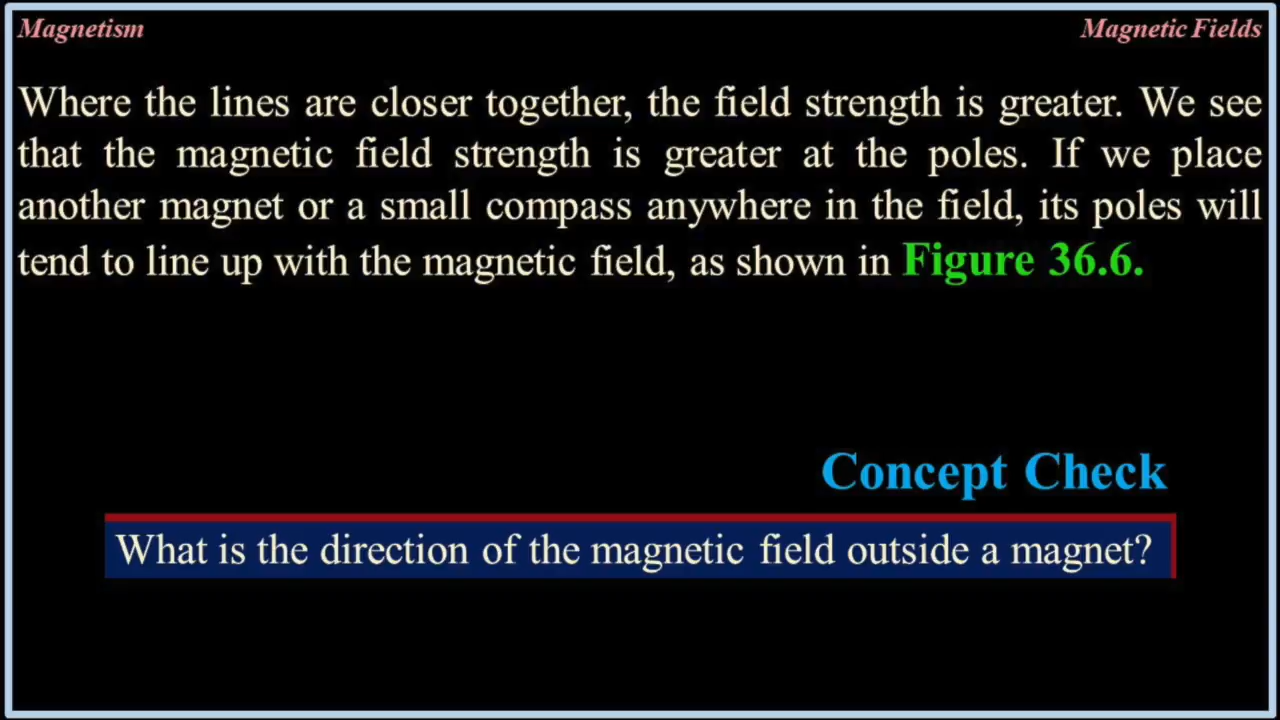 Magnetism
Magnetic Fields
Where the lines are closer together, the field strength is greater. We see
that the magnetic field strength is greater at the poles. If we place
another magnet or a small compass anywhere in the field, its poles will
tend to line up with the magnetic field, as shown in Figure 36.6.
Concept Check
What is the direction of the magnetic field outside a magnet?